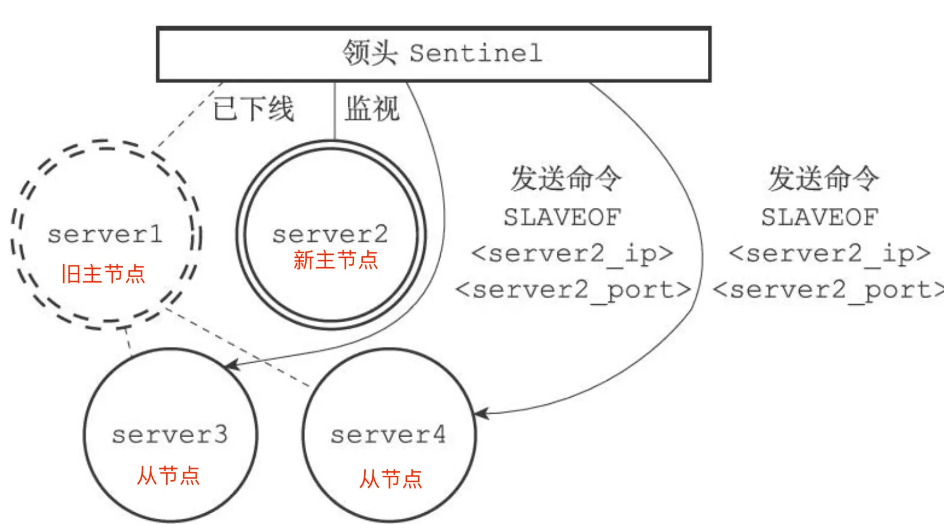 领头 Sentinel
已下线
监视
server1
旧主节点
server2
新主节点
发送命令
SLAVEOF
<server2_ip>
<server2_port>
发送命令
SLAVEOF
<server2_ip>
<server2_port>
server3
从节点
server4
从节点